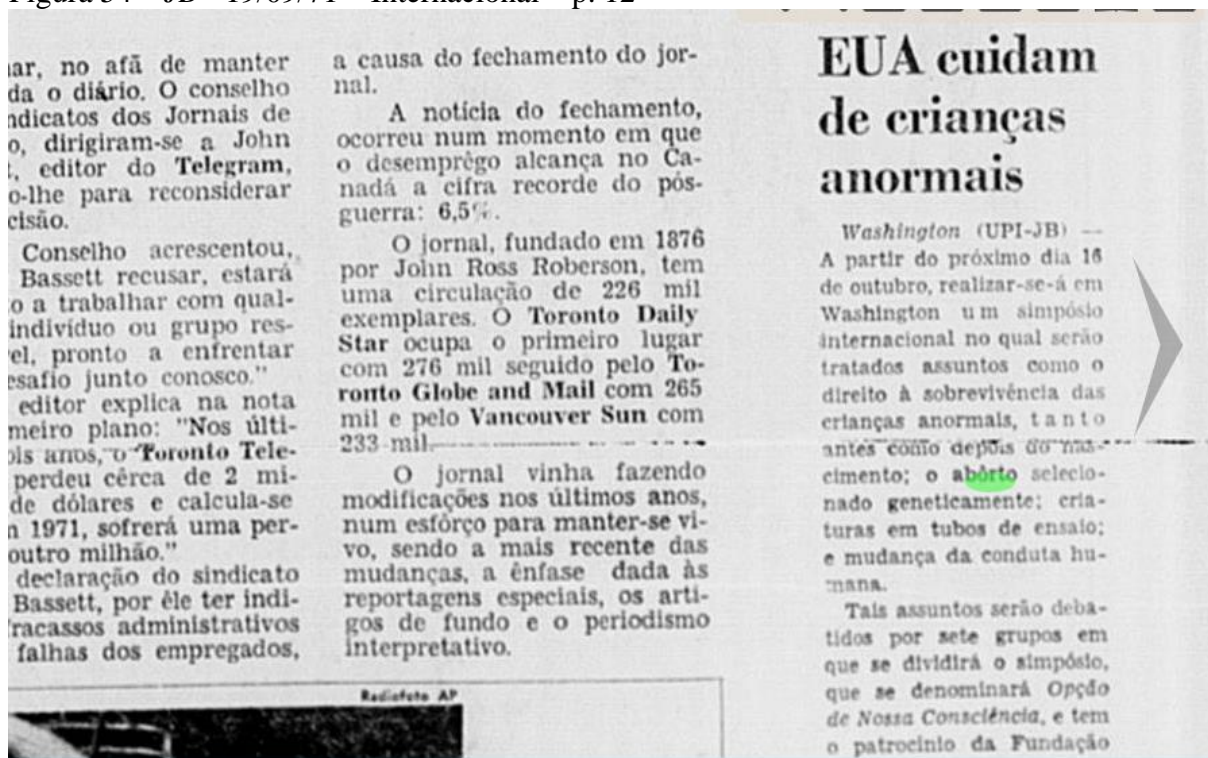 har, no afã de manter
da o diário. O conselho
ndicatos dos Jornais de
o, dirigiram-se a John
editor do Telegram,
o-lhe para reconsiderar
cisão.
Conselho acrescentou,
Bassett recusar, estará
o a trabalhar com qual-
indivíduo ou grupo res-
el, pronto a enfrentar
esafio junto conosco."
editor explica na nota
meiro plano: "Nos últi-
ois anos, o Toronto Tele-
perdeu cêrca de 2 mi-
de dólares e calcula-se
1971, sofrerá uma per-
outro milhão."
declaração do sindicato
Bassett, por êle ter indi-
racassos administrativos
falhas dos empregados,
a causa do fechamento do jor-
nal.
A notícia do fechamento,
ocorreu num momento em que
o desemprêgo alcança no Ca-
nadá a cifra recorde do pós-
guerra: 6,5%.
O jornal, fundado em 1876
por John Ross Roberson, tem
uma circulação de 226 mil
exemplares. O Toronto Daily
Star ocupa o primeiro lugar
com 276 mil seguido pelo To-
ronto Globe and Mail com 265
mil e pelo Vancouver Sun com
233 mil.
O jornal vinha fazendo
modificações nos últimos anos,
num esfôrço para manter-se vi-
vo, sendo a mais recente das
mudanças, a ênfase dada às
reportagens especiais, os arti-
gos de fundo e o periodismo
interpretativo.
Radiofoto AP
EUA cuidam
de crianças
anormais
Washington (UPI-JB) —
A partir do próximo dia 16
de outubro, realizar-se-á em
Washington um simpósio
internacional no qual serão
tratados assuntos como o
direito à sobrevivência das
crianças anormais, tanto
antes como depois do nas-
cimento; o abôrto selecio-
nado geneticamente; cria-
turas em tubos de ensaio;
e mudança da conduta hu-
mana.
Tais assuntos serão deba-
tidos por sete grupos em
que se dividirá o simpósio,
que se denominará Opção
de Nossa Consciência, e tem
o patrocínio da Fundação